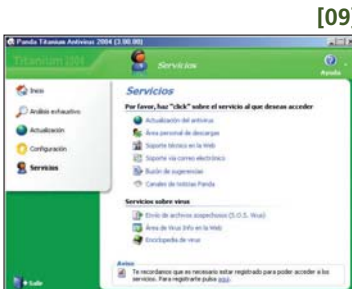 [09]
Panda Titanium Antivirus 2004 (3.00.00)
Titanium 2004
Servicios
Ayuda
Inicio
Análisis exhaustivo
Actualización
Configuración
Servicios
Salir
Servicios
Por favor, haz "click" sobre el servicio al que deseas acceder
Actualización del antivirus
Área personal de descargas
Soporte técnico en la Web
Soporte vía correo electrónico
Buzón de sugerencias
Canales de noticias Panda
Servicios sobre virus
Envío de archivos sospechosos (S.O.S. Virus)
Área de Virus Info en la Web
Enciclopedia de virus
Aviso
Te recordamos que es necesario estar registrado para poder acceder a los
servicios. Para registrarte pulsa aquí.